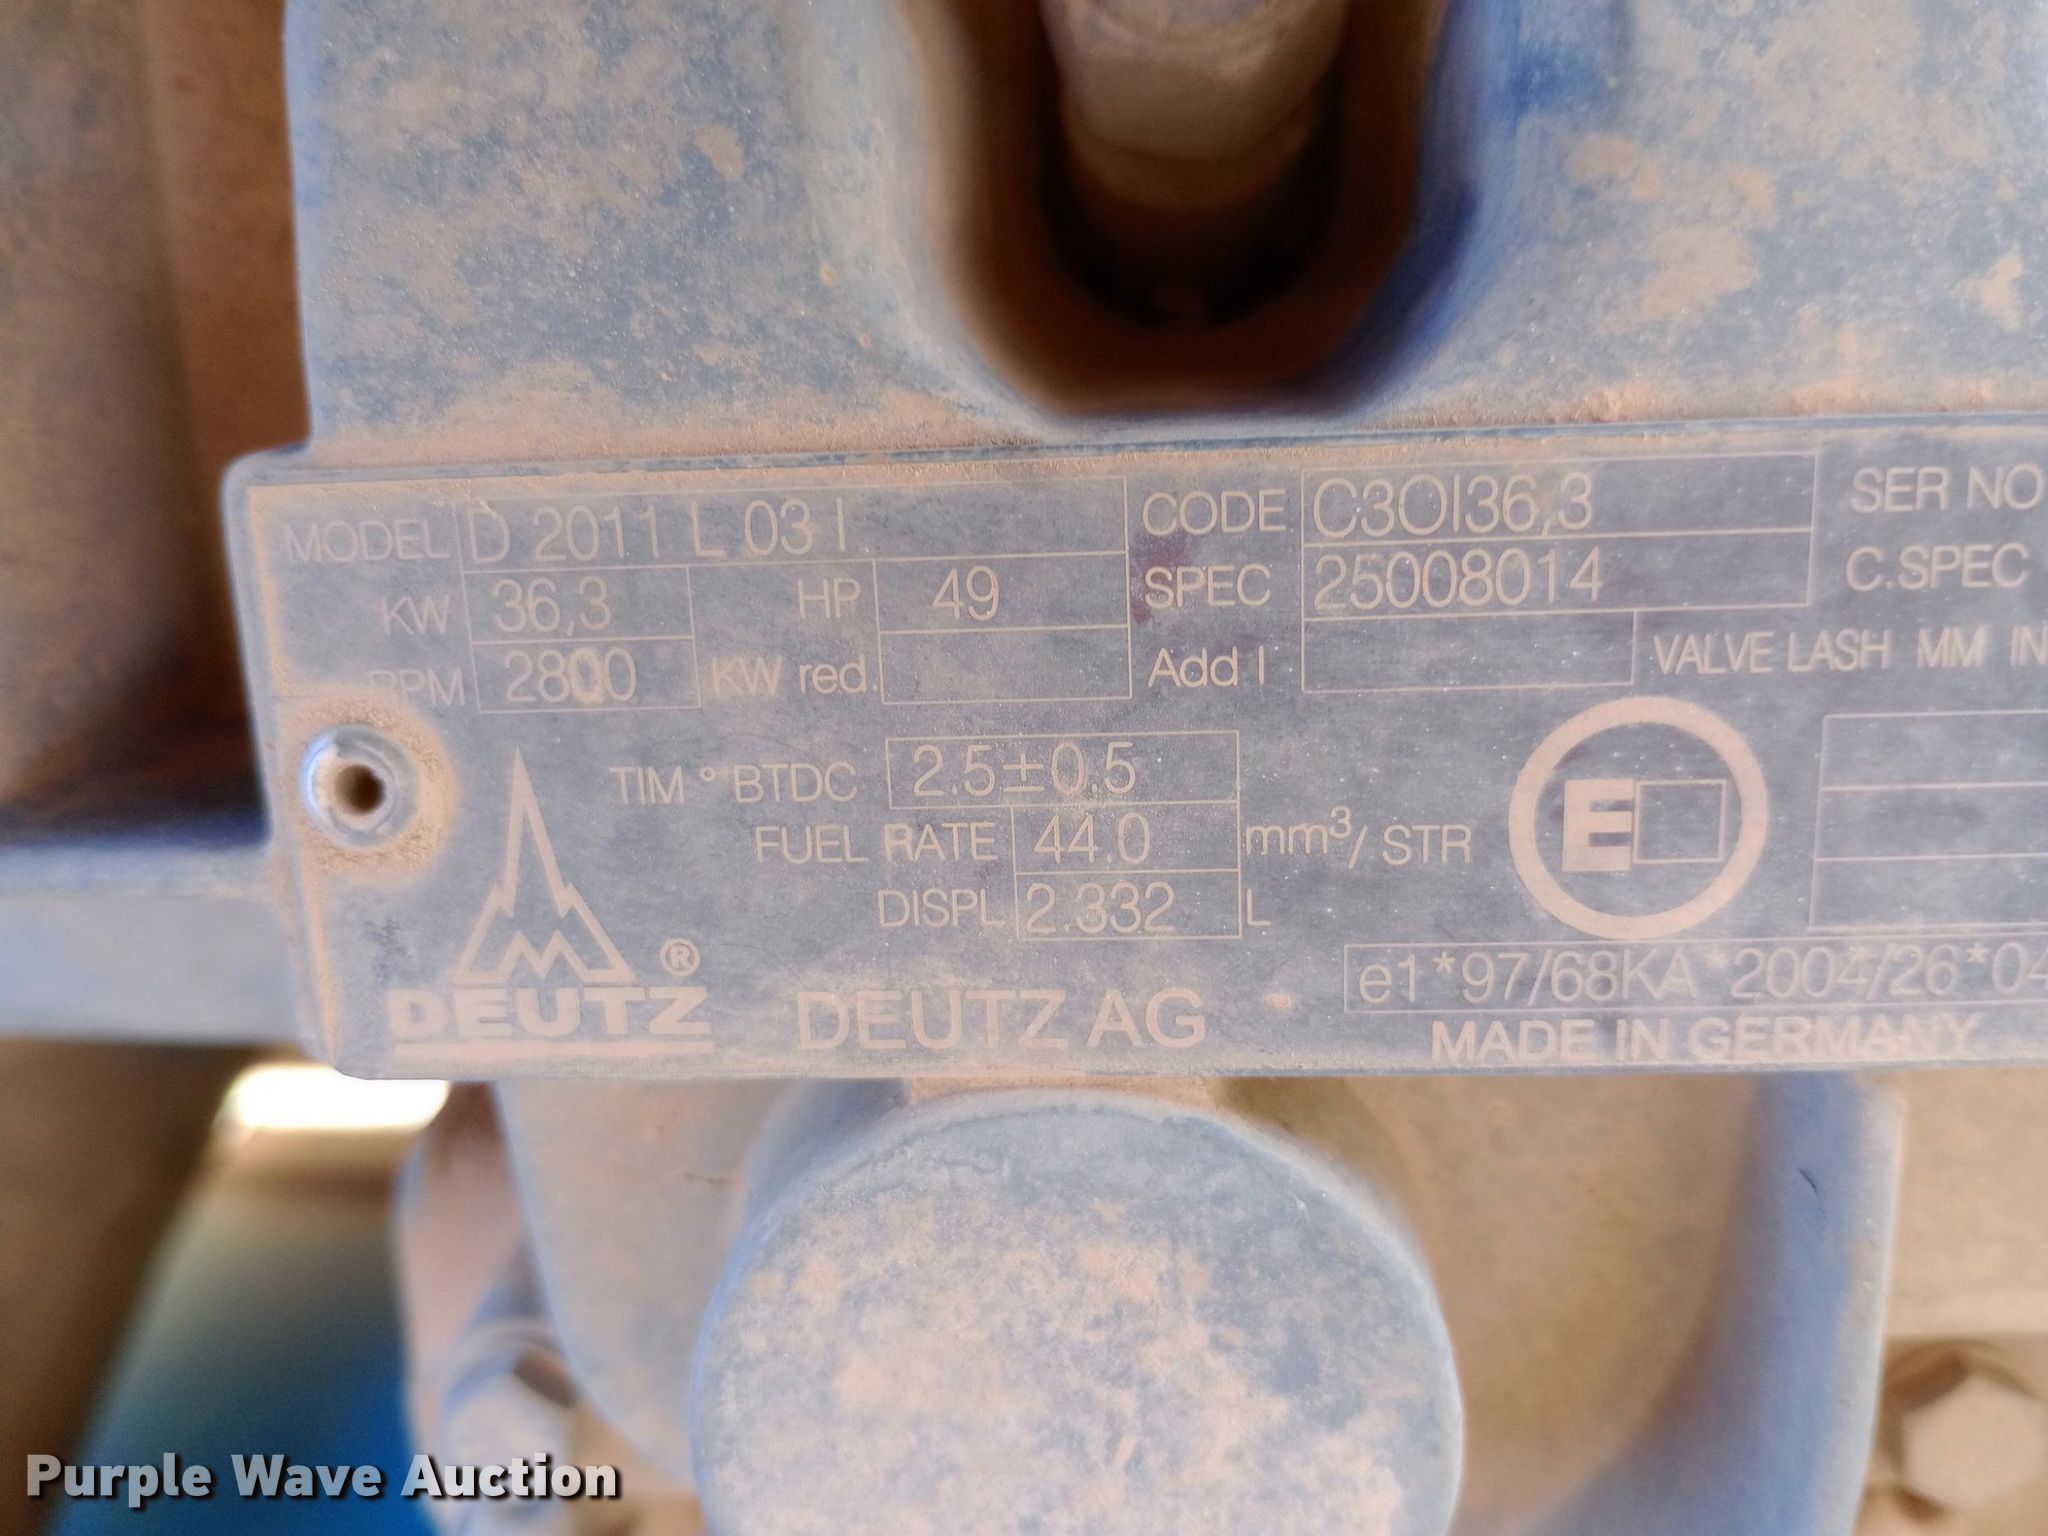 MODEL D 2011 L 03 I CODE C3OI36,3 SER NO
KW 36,3 HP 49 SPEC 25008014 C.SPEC
RPM 2800 KW red. Add I VALVE LASH MM IN
TIM ° BTDC 2.5±0.5
FUEL RATE 44.0 mm³/ STR
E
DISPL 2.332 L
e1*97/68KA*2004/26*04
® DEUTZ DEUTZ AG MADE IN GERMANY
Purple Wave Auction